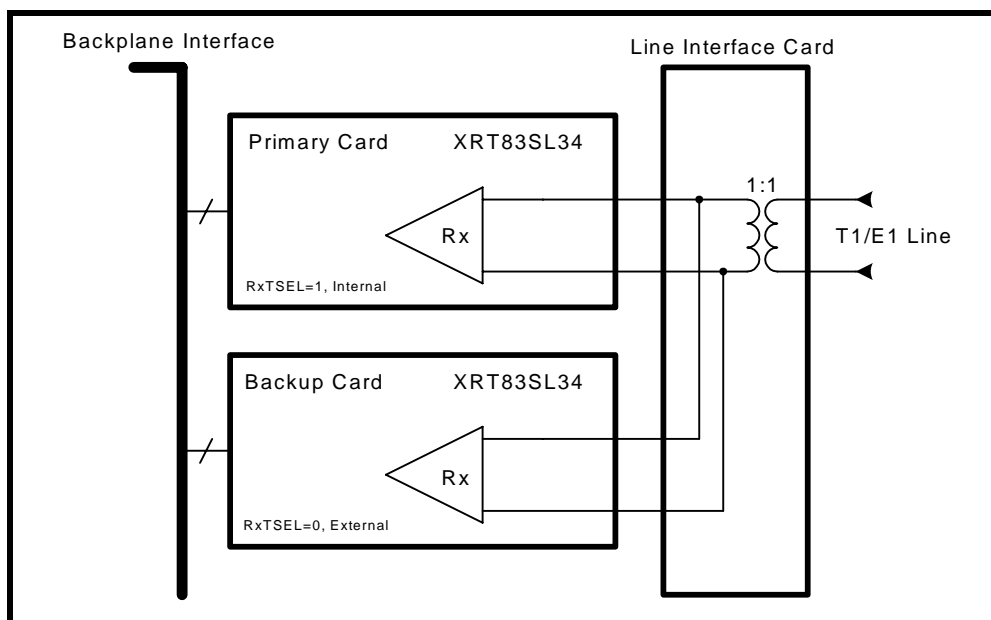 Backplane Interface
Line Interface Card
Primary Card XRT83SL34
1:1
Rx
T1/E1 Line
RxTSEL=1, Internal
Backup Card XRT83SL34
Rx
RxTSEL=0, External